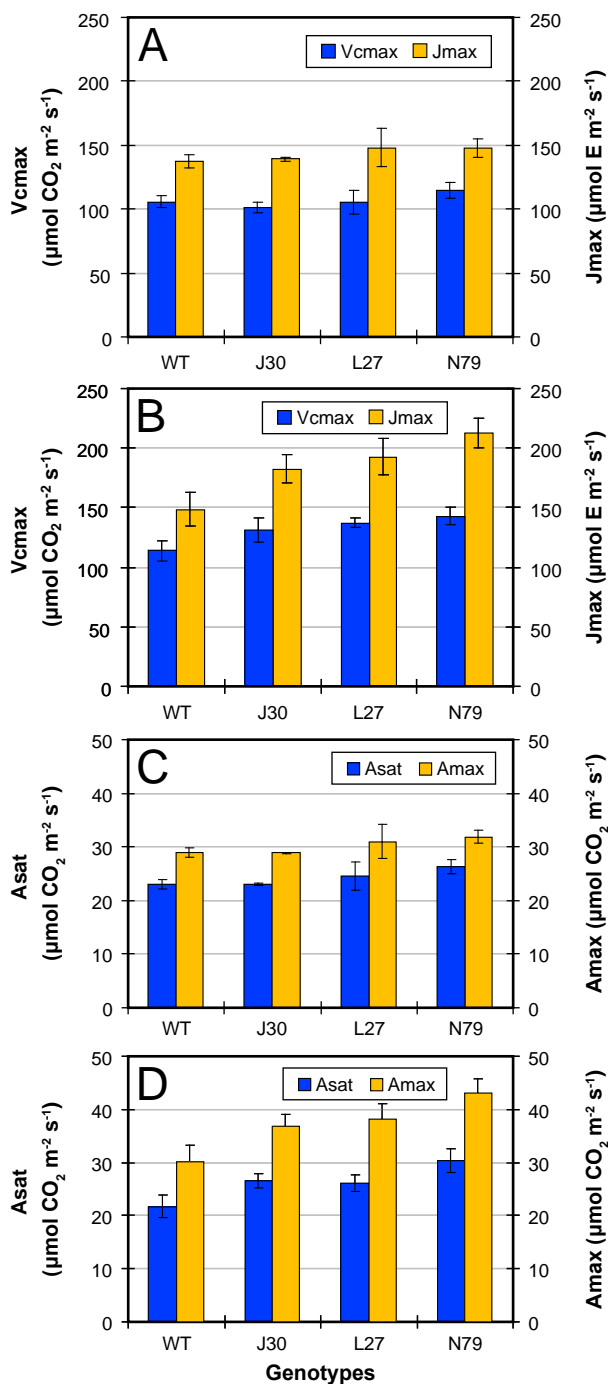 A
Vcmax Jmax
250 250
200 200
150 150
100 100
50 50
0 0
Vcmax
(µmol CO₂ m⁻² s⁻¹)
Jmax (µmol E m⁻² s⁻¹)
WT J30 L27 N79
B
Vcmax Jmax
250 250
200 200
150 150
100 100
50 50
0 0
Vcmax
(µmol CO₂ m⁻² s⁻¹)
Jmax (µmol E m⁻² s⁻¹)
WT J30 L27 N79
C
Asat Amax
50 50
40 40
30 30
20 20
10 10
0 0
Asat
(µmol CO₂ m⁻² s⁻¹)
Amax (µmol CO₂ m⁻² s⁻¹)
WT J30 L27 N79
D
Asat Amax
50 50
40 40
30 30
20 20
10 10
0 0
Asat
(µmol CO₂ m⁻² s⁻¹)
Amax (µmol CO₂ m⁻² s⁻¹)
WT J30 L27 N79
Genotypes